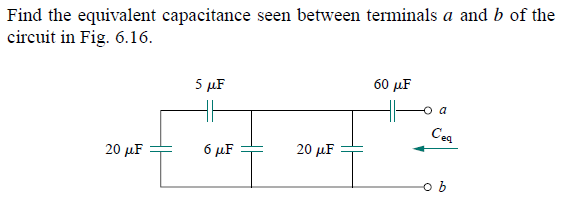 Find the equivalent capacitance seen between terminals a and b of the
circuit in Fig. 6.16.
5 μF
60 μF
a
C_eq
20 μF
6 μF
20 μF
b